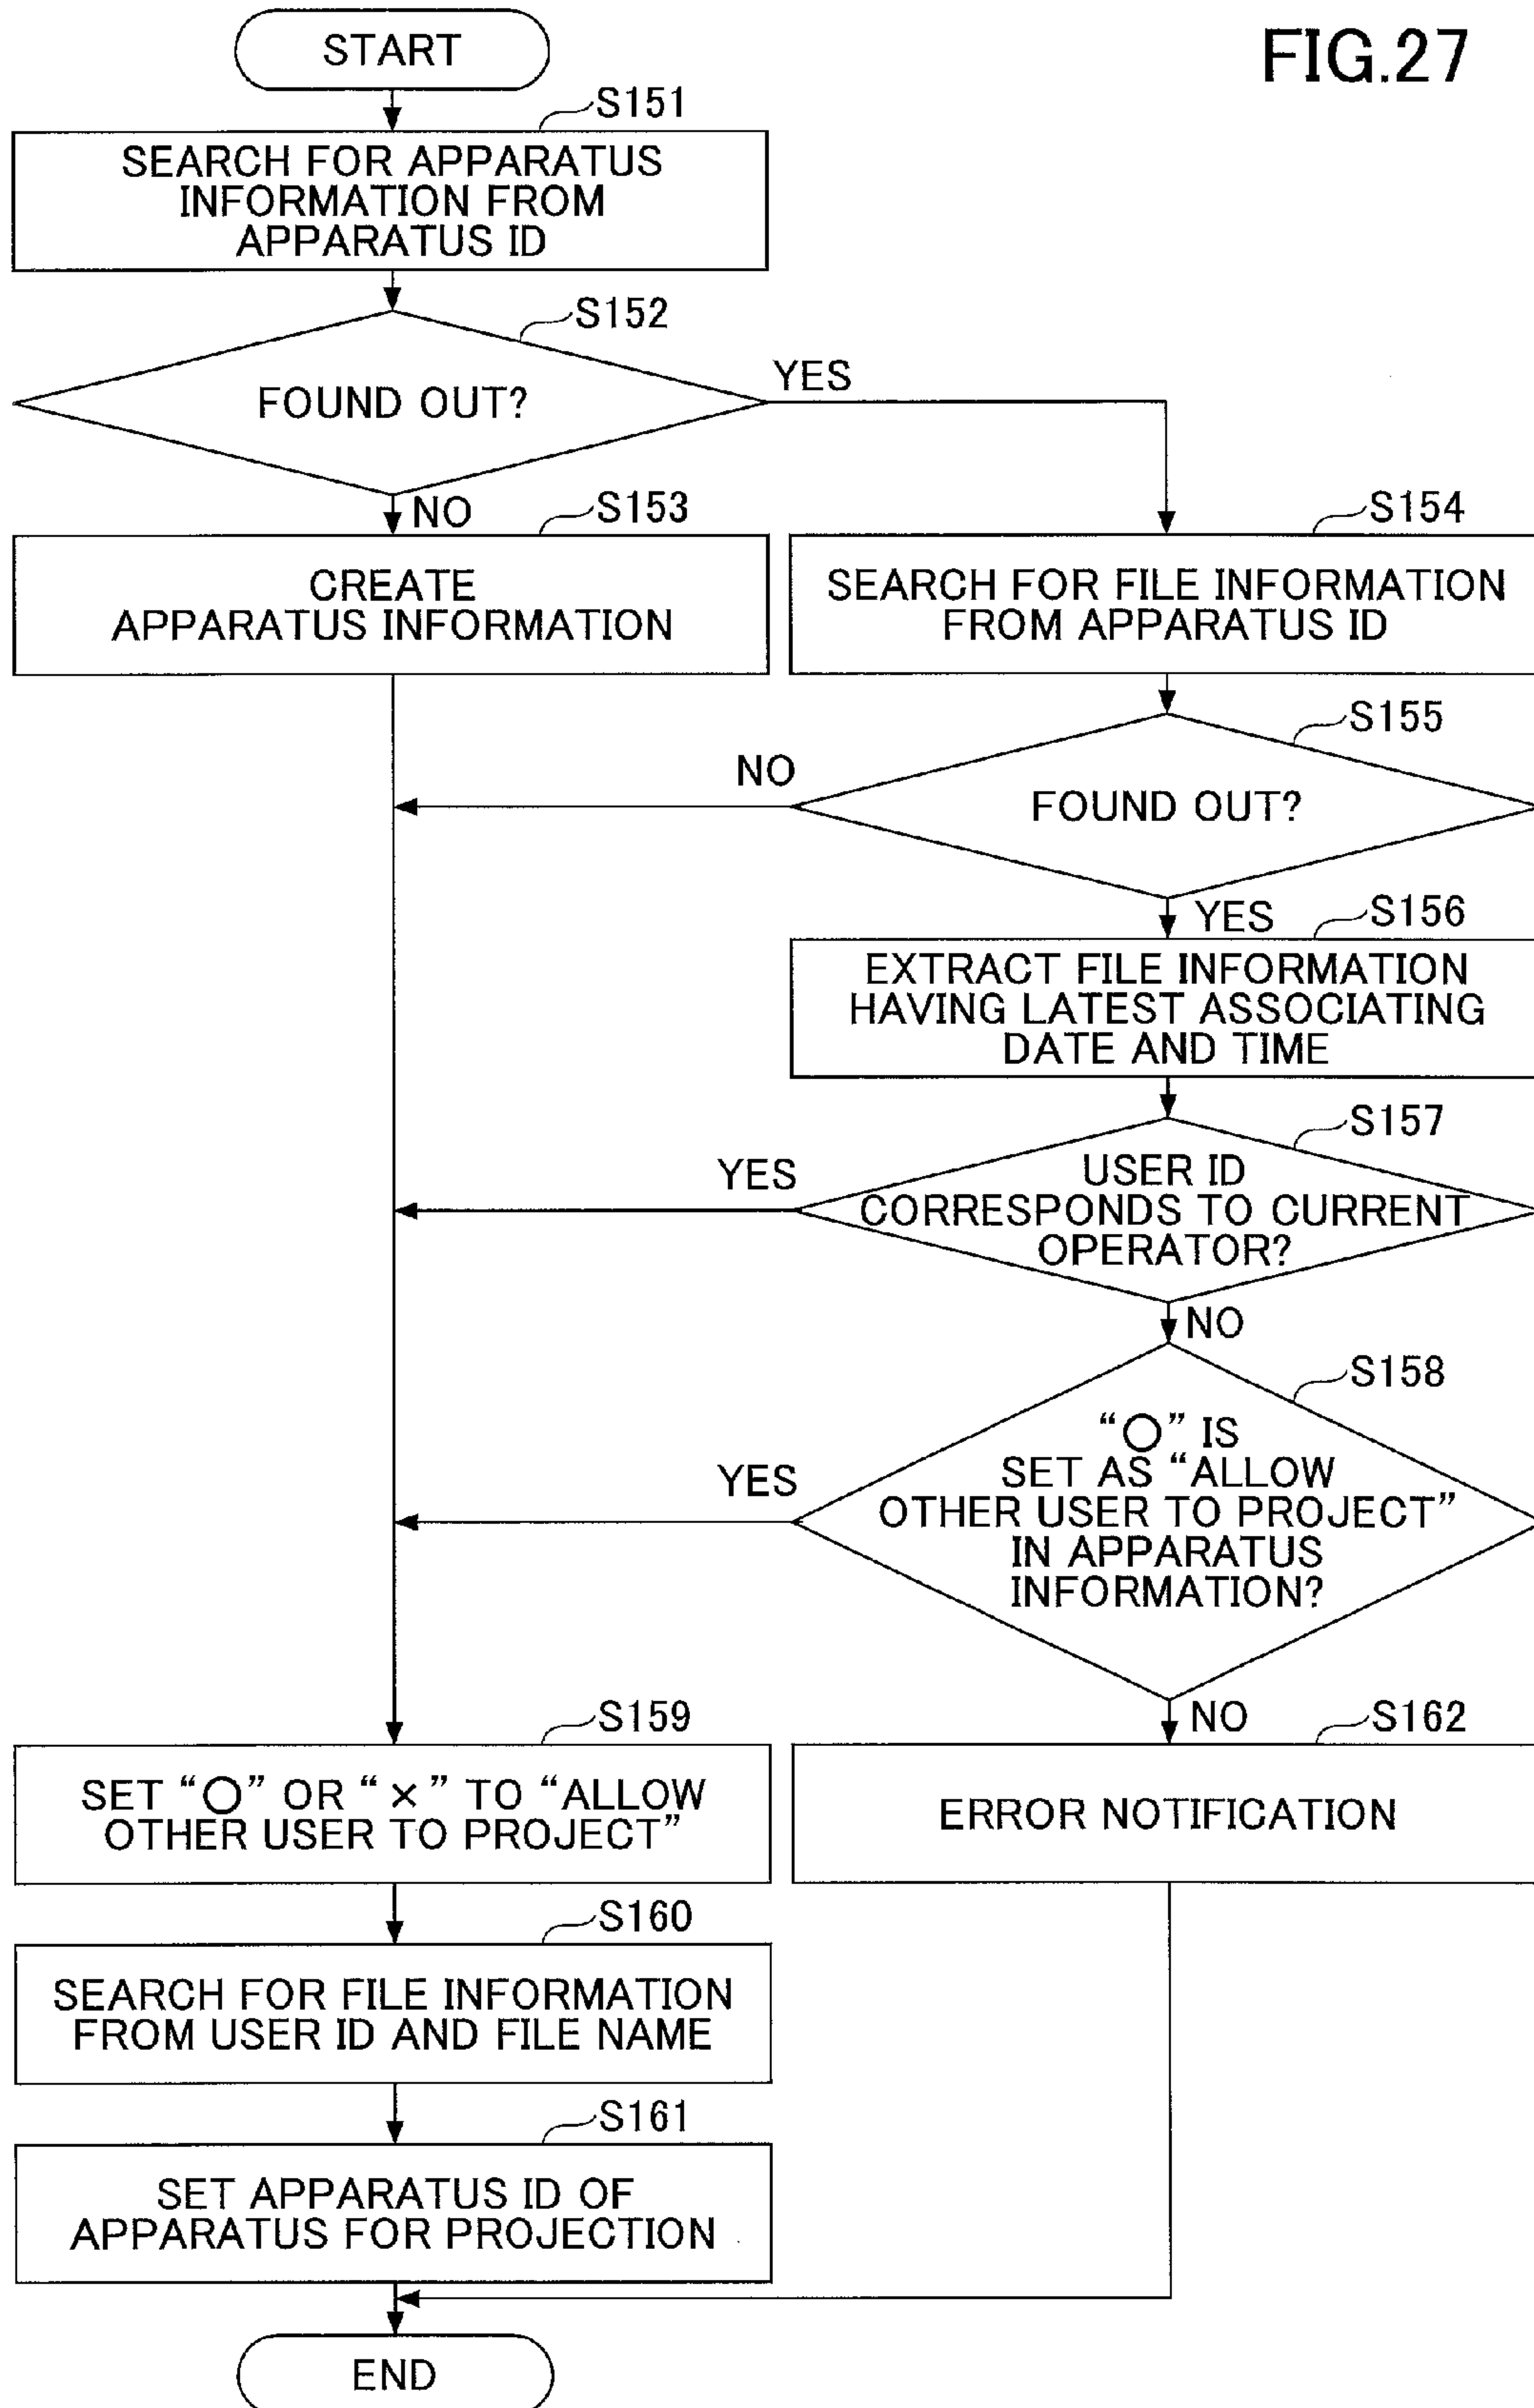 FIG.27
START
S151
SEARCH FOR APPARATUS
INFORMATION FROM
APPARATUS ID
S152
FOUND OUT?
YES
NO
S153
CREATE
APPARATUS INFORMATION
S154
SEARCH FOR FILE INFORMATION
FROM APPARATUS ID
S155
NO
FOUND OUT?
YES
S156
EXTRACT FILE INFORMATION
HAVING LATEST ASSOCIATING
DATE AND TIME
S157
YES
USER ID
CORRESPONDS TO CURRENT
OPERATOR?
NO
S158
YES
“○” IS
SET AS “ALLOW
OTHER USER TO PROJECT”
IN APPARATUS
INFORMATION?
NO
S159
SET “○” OR “×” TO “ALLOW
OTHER USER TO PROJECT”
S162
ERROR NOTIFICATION
S160
SEARCH FOR FILE INFORMATION
FROM USER ID AND FILE NAME
S161
SET APPARATUS ID OF
APPARATUS FOR PROJECTION
END